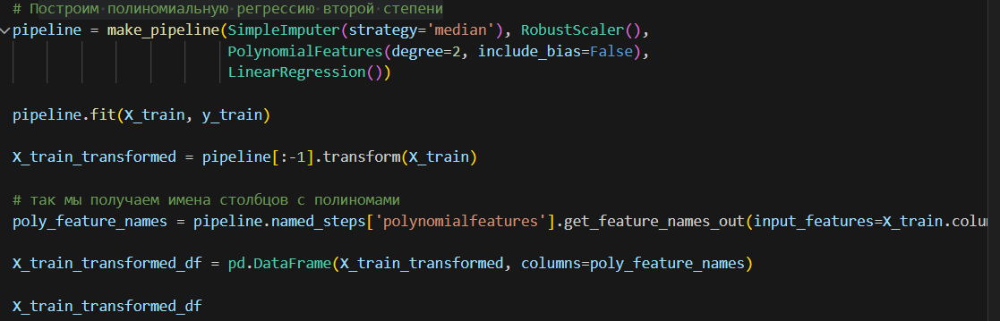 # Построим полиномиальную регрессию второй степени
pipeline = make_pipeline(SimpleImputer(strategy='median'), RobustScaler(),
PolynomialFeatures(degree=2, include_bias=False),
LinearRegression())
pipeline.fit(X_train, y_train)
X_train_transformed = pipeline[:-1].transform(X_train)
# так мы получаем имена столбцов с полиномами
poly_feature_names = pipeline.named_steps['polynomialfeatures'].get_feature_names_out(input_features=X_train.colu
X_train_transformed_df = pd.DataFrame(X_train_transformed, columns=poly_feature_names)
X_train_transformed_df